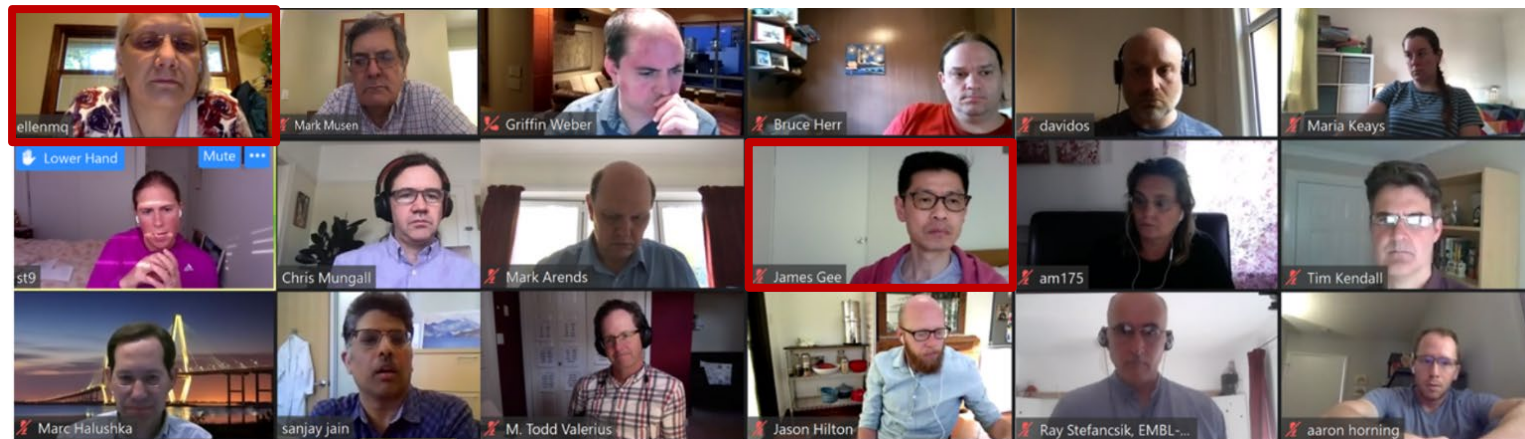 ellenmq
Mark Musen
Griffin Weber
Bruce Herr
davidos
Maria Keays
Lower Hand
Mute
st9
Chris Mungall
Mark Arends
James Gee
am175
Tim Kendall
Marc Halushka
sanjay jain
M. Todd Valerius
Jason Hilton
Ray Stefancsik, EMBL-...
aaron horning